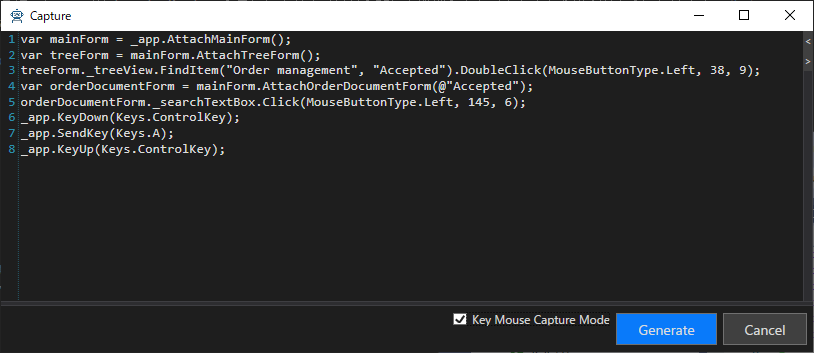 Capture
1 var mainForm = _app.AttachMainForm();
2 var treeForm = mainForm.AttachTreeForm();
3 treeForm._treeView.FindItem("Order management", "Accepted").DoubleClick(MouseButtonType.Left, 38, 9);
4 var orderDocumentForm = mainForm.AttachOrderDocumentForm(@"Accepted");
5 orderDocumentForm._searchTextBox.Click(MouseButtonType.Left, 145, 6);
6 _app.KeyDown(Keys.ControlKey);
7 _app.SendKey(Keys.A);
8 _app.KeyUp(Keys.ControlKey);
<
>
Key Mouse Capture Mode
Generate
Cancel